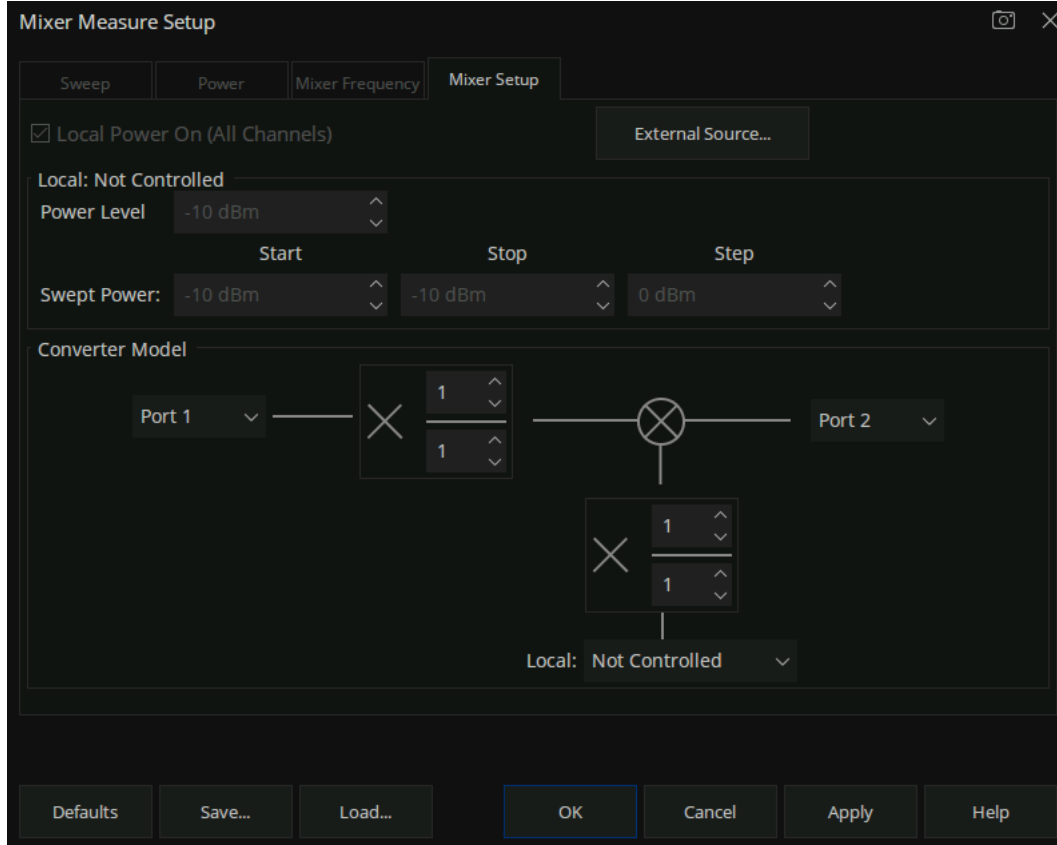 Mixer Measure Setup
Sweep Power Mixer Frequency Mixer Setup
Local Power On (All Channels) External Source...
Local: Not Controlled
Power Level -10 dBm
Start Stop Step
Swept Power: -10 dBm -10 dBm 0 dBm
Converter Model
1
Port 1 Port 2
1
1
1
Local: Not Controlled
Defaults Save... Load... OK Cancel Apply Help